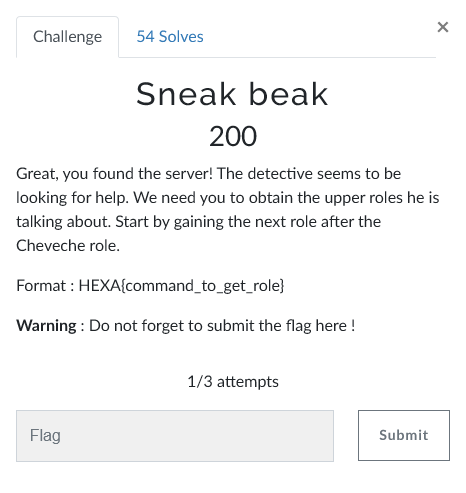 Challenge
54 Solves
×
Sneak beak
200
Great, you found the server! The detective seems to be
looking for help. We need you to obtain the upper roles he is
talking about. Start by gaining the next role after the
Cheveche role.
Format : HEXA{command_to_get_role}
Warning : Do not forget to submit the flag here !
1/3 attempts
Flag
Submit